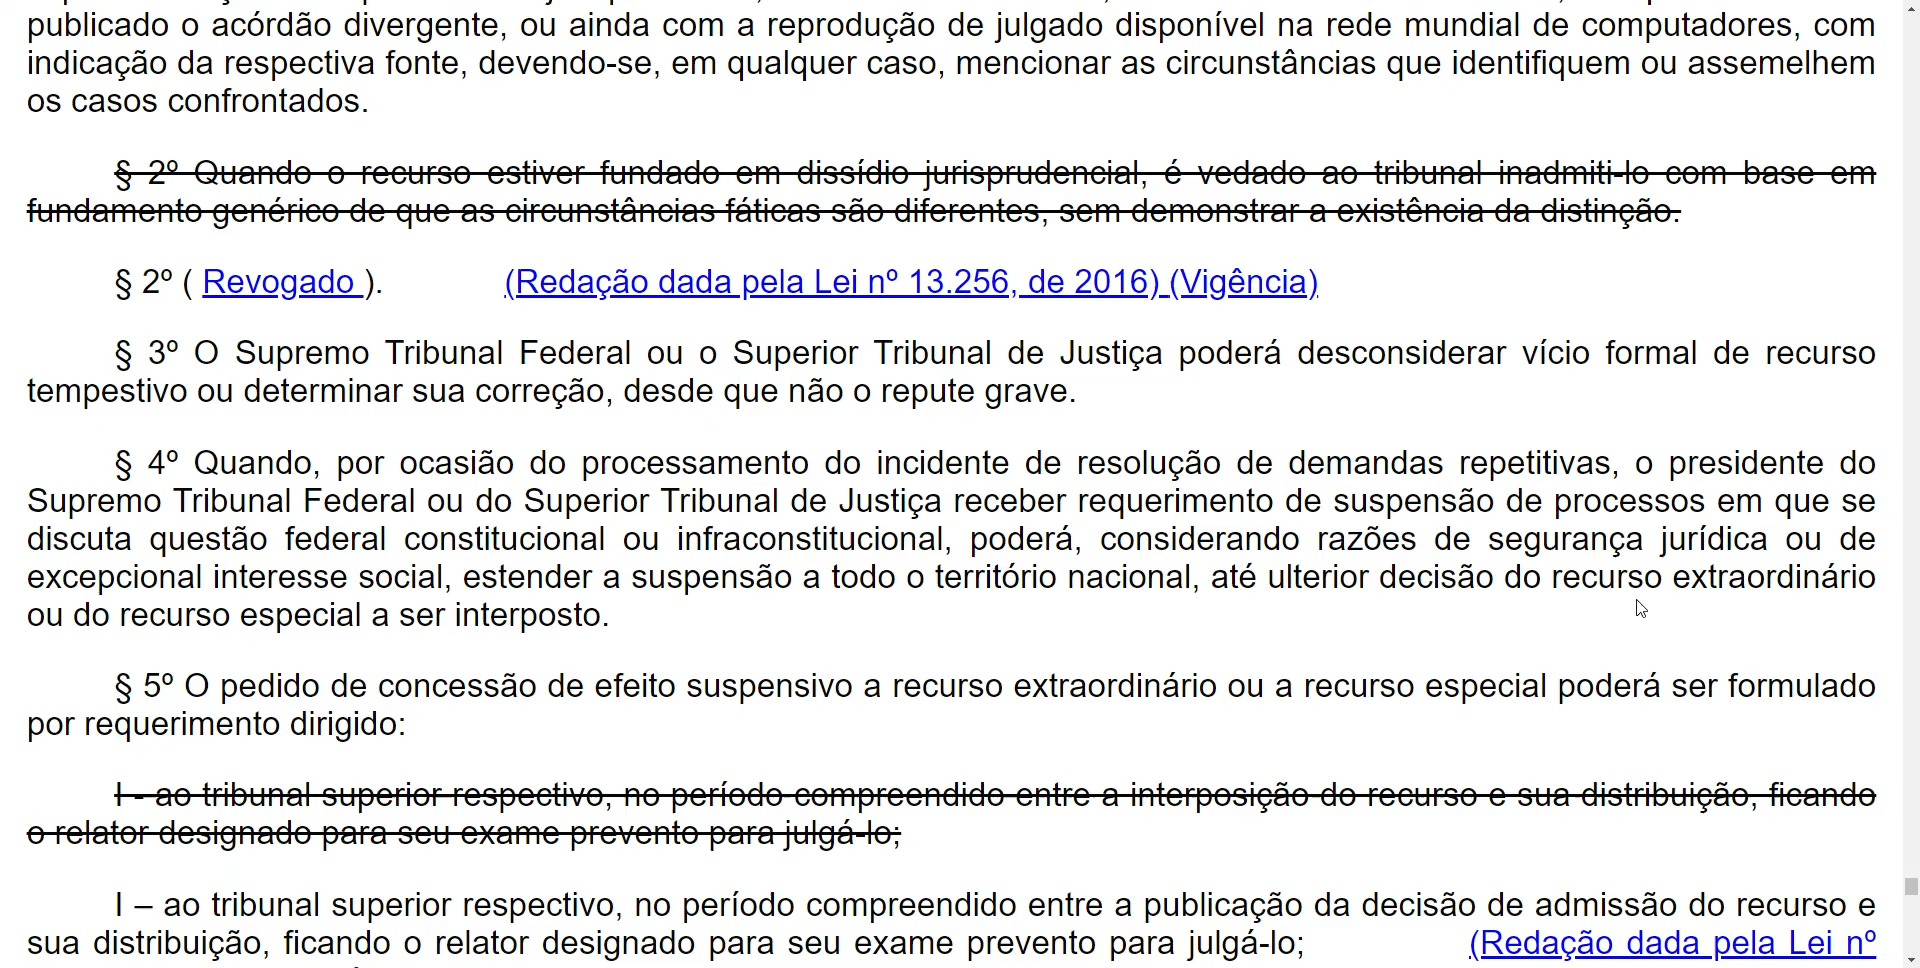 publicado o acórdão divergente, ou ainda com a reprodução de julgado disponível na rede mundial de computadores, com
indicação da respectiva fonte, devendo-se, em qualquer caso, mencionar as circunstâncias que identifiquem ou assemelhem
os casos confrontados.
§ 2º Quando o recurso estiver fundado em dissídio jurisprudencial, é vedado ao tribunal inadmiti-lo com base em
fundamento genérico de que as circunstâncias fáticas são diferentes, sem demonstrar a existência da distinção.
§ 2º ( Revogado ). (Redação dada pela Lei nº 13.256, de 2016) (Vigência)
§ 3º O Supremo Tribunal Federal ou o Superior Tribunal de Justiça poderá desconsiderar vício formal de recurso
tempestivo ou determinar sua correção, desde que não o repute grave.
§ 4º Quando, por ocasião do processamento do incidente de resolução de demandas repetitivas, o presidente do
Supremo Tribunal Federal ou do Superior Tribunal de Justiça receber requerimento de suspensão de processos em que se
discuta questão federal constitucional ou infraconstitucional, poderá, considerando razões de segurança jurídica ou de
excepcional interesse social, estender a suspensão a todo o território nacional, até ulterior decisão do recurso extraordinário
ou do recurso especial a ser interposto.
§ 5º O pedido de concessão de efeito suspensivo a recurso extraordinário ou a recurso especial poderá ser formulado
por requerimento dirigido:
I - ao tribunal superior respectivo, no período compreendido entre a interposição do recurso e sua distribuição, ficando
o relator designado para seu exame prevento para julgá-lo;
I – ao tribunal superior respectivo, no período compreendido entre a publicação da decisão de admissão do recurso e
sua distribuição, ficando o relator designado para seu exame prevento para julgá-lo; (Redação dada pela Lei nº